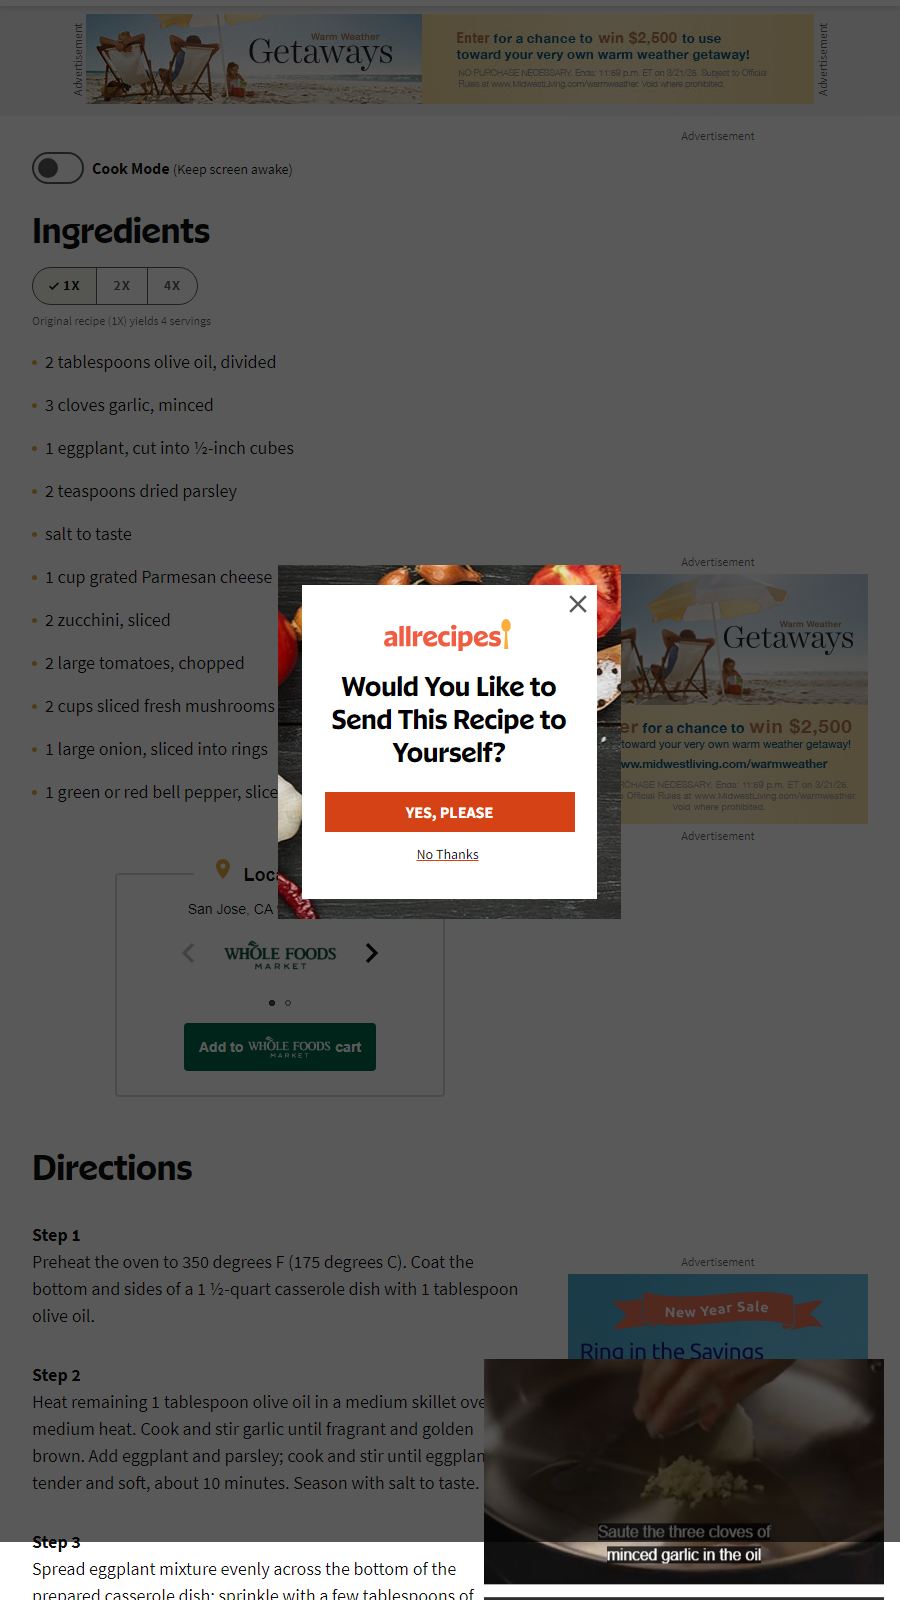 Advertisement
Warm Weather
Getaways
Enter for a chance to win $2,500 to use
toward your very own warm weather getaway!
NO PURCHASE NECESSARY. Ends: 11:59 p.m. ET on 3/21/28. Subject to Official
Rules at www.MidwestLiving.com/warmweather. Void where prohibited.
Advertisement
Advertisement
Cook Mode (Keep screen awake)
Ingredients
1X 2X 4X
Original recipe (1X) yields 4 servings
2 tablespoons olive oil, divided
3 cloves garlic, minced
1 eggplant, cut into ½-inch cubes
2 teaspoons dried parsley
salt to taste
1 cup grated Parmesan cheese
2 zucchini, sliced
2 large tomatoes, chopped
2 cups sliced fresh mushrooms
1 large onion, sliced into rings
1 green or red bell pepper, slice
allrecipes
Would You Like to
Send This Recipe to
Yourself?
YES, PLEASE
No Thanks
Advertisement
Warm Weather
Getaways
er for a chance to win $2,500
toward your very own warm weather getaway!
ww.midwestliving.com/warmweather
CHASE NECESSARY. Ends: 11:59 p.m. ET on 3/21/28.
Official Rules at www.MidwestLiving.com/warmweather.
Void where prohibited.
Advertisement
Loc
San Jose, CA
WHOLE FOODS
MARKET
Add to WHOLE FOODS MARKET cart
Directions
Step 1
Preheat the oven to 350 degrees F (175 degrees C). Coat the
bottom and sides of a 1 ½-quart casserole dish with 1 tablespoon
olive oil.
Step 2
Heat remaining 1 tablespoon olive oil in a medium skillet ove
medium heat. Cook and stir garlic until fragrant and golden
brown. Add eggplant and parsley; cook and stir until eggplan
tender and soft, about 10 minutes. Season with salt to taste.
Step 3
Spread eggplant mixture evenly across the bottom of the
prepared casserole dish; sprinkle with a few tablespoons of
Advertisement
New Year Sale
Ring in the Savings
Saute the three cloves of
minced garlic in the oil